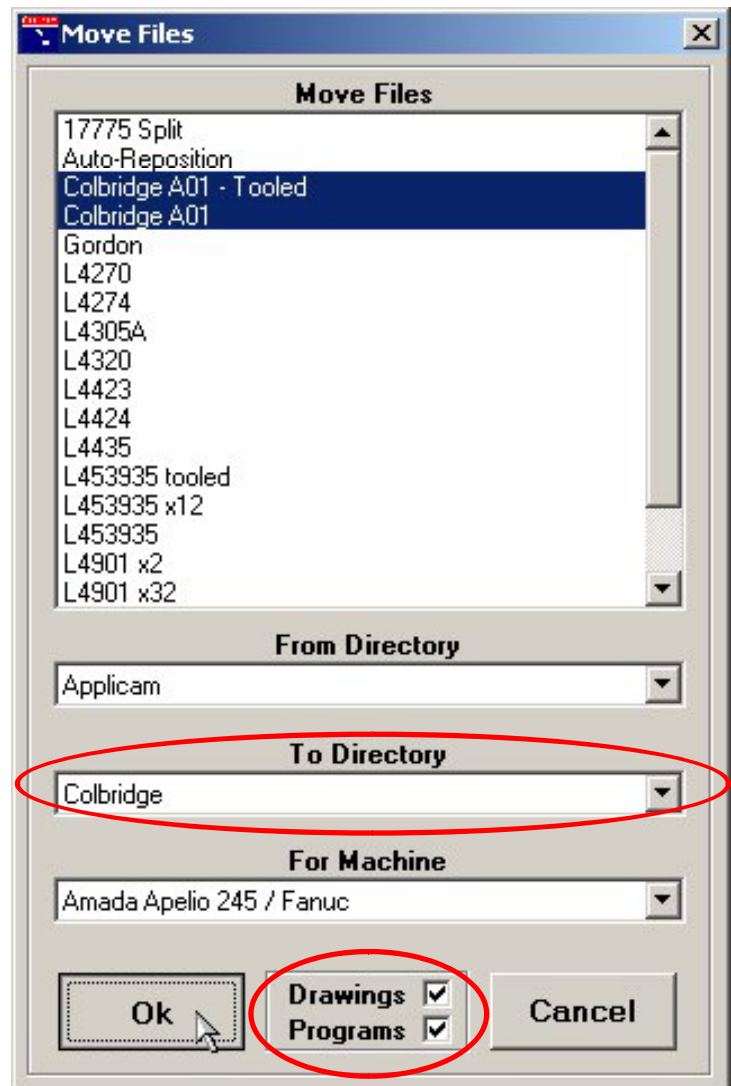 Move Files
Move Files
17775 Split
Auto-Reposition
Colbridge A01 - Tooled
Colbridge A01
Gordon
L4270
L4274
L4305A
L4320
L4423
L4424
L4435
L453935 tooled
L453935 x12
L453935
L4901 x2
L4901 x32
From Directory
Applicam
To Directory
Colbridge
For Machine
Amada Apelio 245 / Fanuc
Ok
Drawings
Programs
Cancel